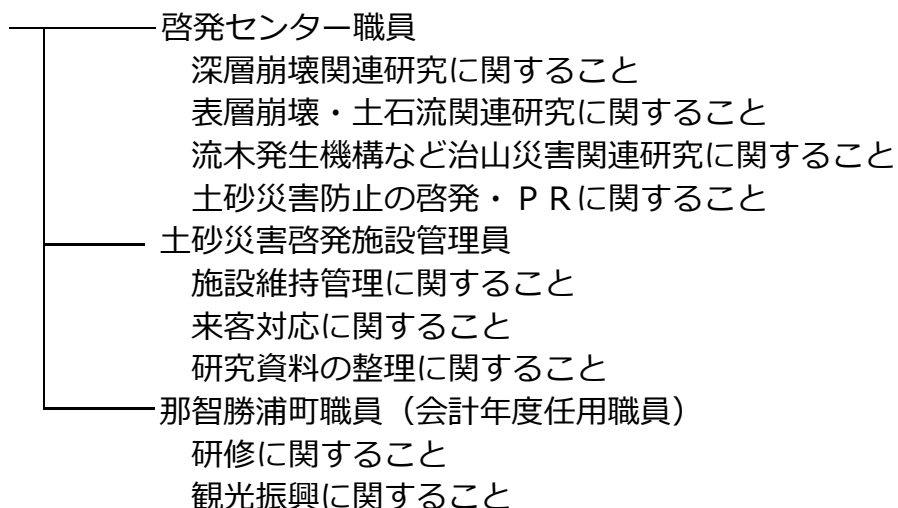 啓発センター職員
深層崩壊関連研究に関すること
表層崩壊・土石流関連研究に関すること
流木発生機構など治山災害関連研究に関すること
土砂災害防止の啓発・ＰＲに関すること
土砂災害啓発施設管理員
施設維持管理に関すること
来客対応に関すること
研究資料の整理に関すること
那智勝浦町職員（会計年度任用職員）
研修に関すること
観光振興に関すること